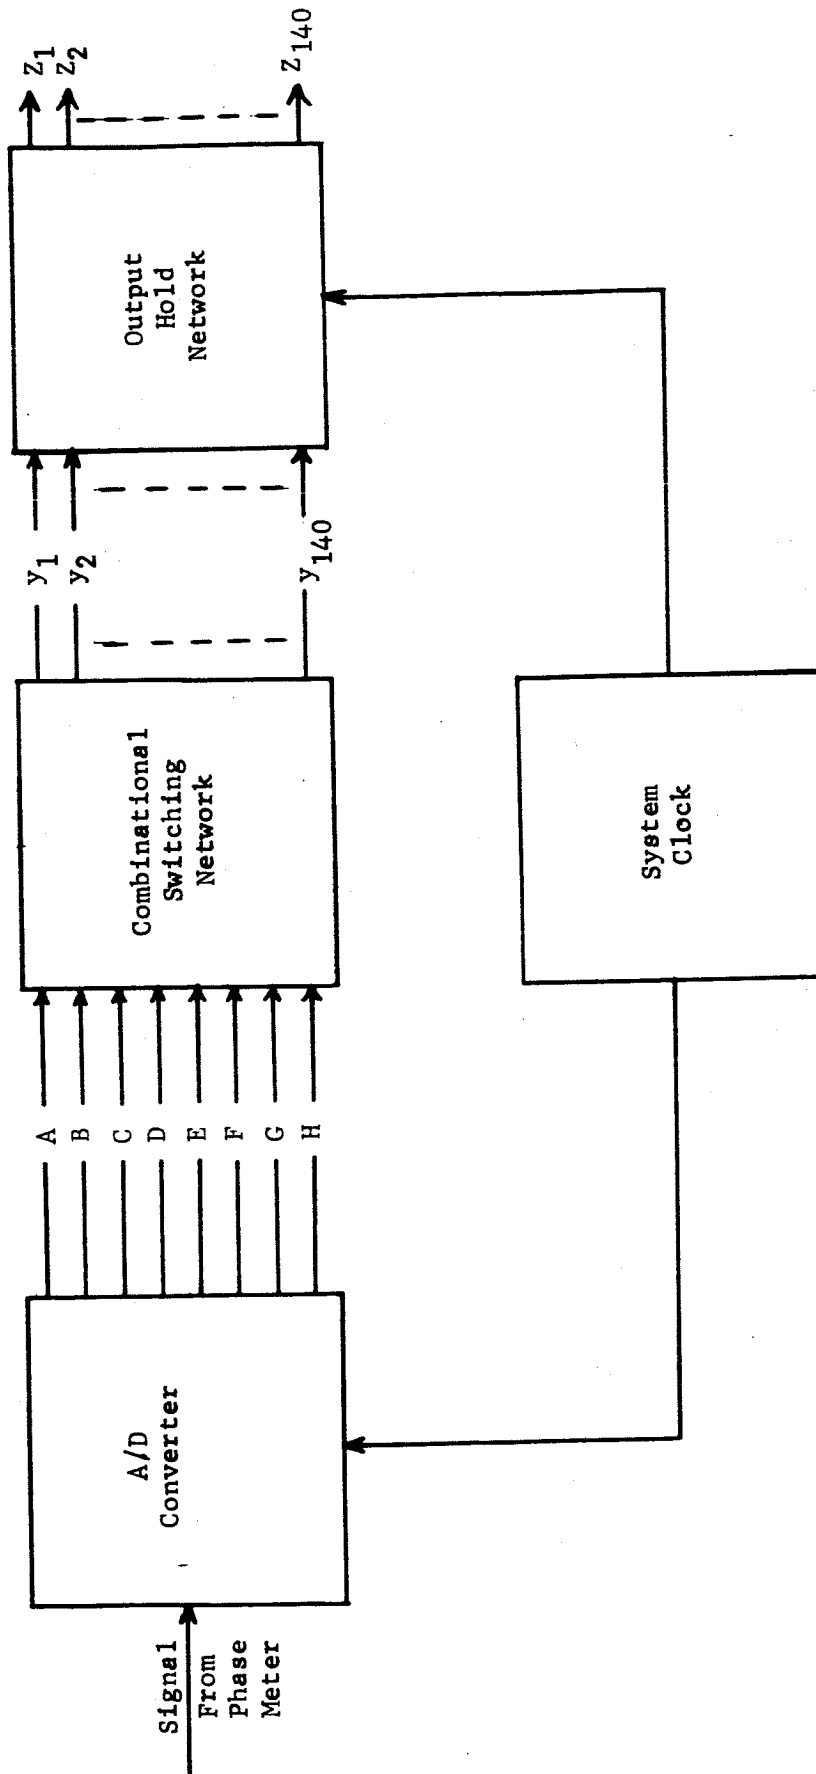 Signal
From
Phase
Meter
A/D
Converter
A
B
C
D
E
F
G
H
Combinational
Switching
Network
y1
y2
y140
Output
Hold
Network
Z1
Z2
Z140
System
Clock